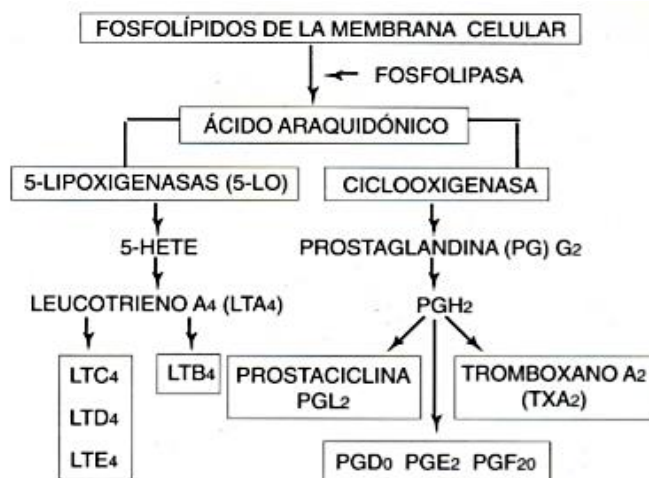 FOSFOLÍPIDOS DE LA MEMBRANA CELULAR
FOSFOLIPASA
ÁCIDO ARAQUIDÓNICO
5-LIPOXIGENASAS (5-LO)
CICLOOXIGENASA
5-HETE
PROSTAGLANDINA (PG) G2
LEUCOTRIENO A4 (LTA4)
PGH2
LTC4
LTD4
LTE4
LTB4
PROSTACICLINA
PGL2
TROMBOXANO A2
(TXA2)
PGD0 PGE2 PGF20